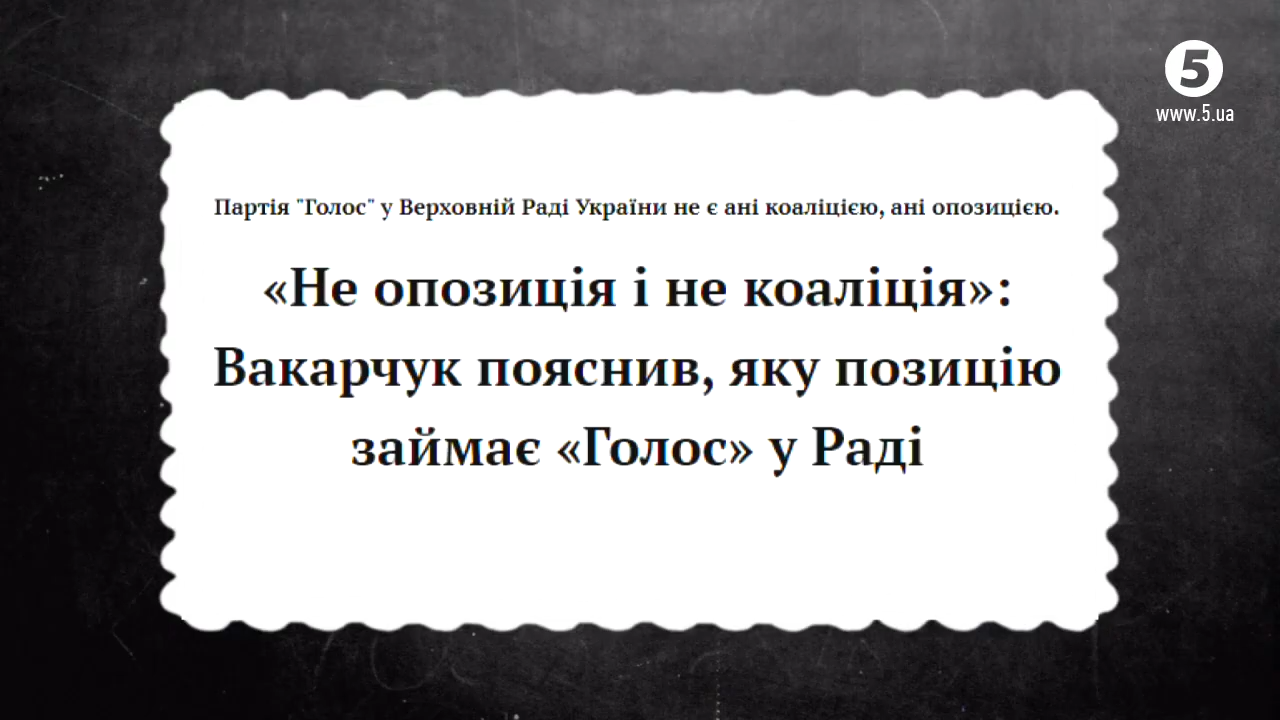 5
www.5.ua
Партія "Голос" у Верховній Раді України не є ані коаліцією, ані опозицією.
«Не опозиція і не коаліція»:
Вакарчук пояснив, яку позицію
займає «Голос» у Раді